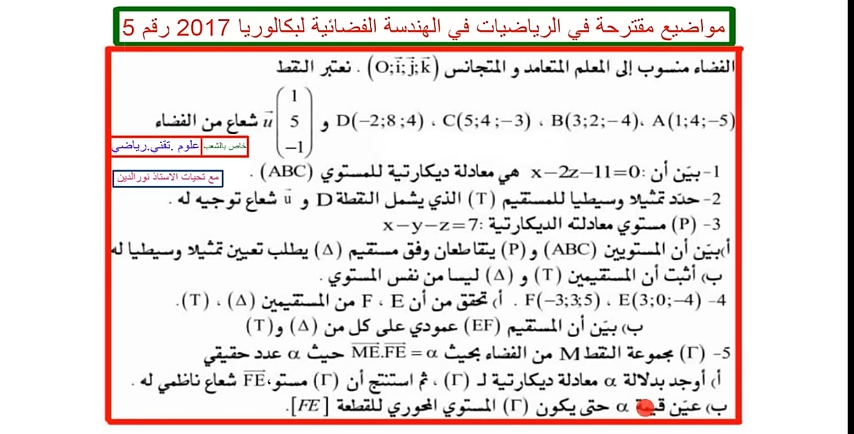 مواضيع مقترحة في الرياضيات في الهندسة الفضائية لبكالوريا 2017 رقم 5
الفضاء منسوب إلى المعلم المتعامد و المتجانس (O;i⃗;j⃗;k⃗) . نعتبر النقط
A(1;4;−5) ، B(3;2;−4) ، C(5;4;−3) ، D(−2;8;4) و u⃗ (1 5 −1) شعاع من الفضاء
خاص بالشعب علوم .تقني.رياضي
1- بيّن أن :x−2z−11=0 هي معادلة ديكارتية للمستوي (ABC) .
مع تحيات الاستاذ نورالدين
2- حدّد تمثيلا وسيطيا للمستقيم (T) الذي يشمل النقطة D و u⃗ شعاع توجيه له .
3- (P) مستوي معادلته الديكارتية :x−y−z=7
أ) بيّن أن المستويين (ABC) و (P) يتقاطعان وفق مستقيم (Δ) يطلب تعيين تمثيلا وسيطيا له
ب) أثبت أن المستقيمين (T) و (Δ) ليسا من نفس المستوي .
4- E(3;0;−4) ، F(−3;3;5) . أ) تحقق من أن E ، F من المستقيمين (Δ) ، (T).
ب) بيّن أن المستقيم (EF) عمودي على كل من (Δ) و (T)
5- (Γ) مجموعة النقط M من الفضاء بحيث ME⃗.FE⃗ = α حيث α عدد حقيقي
أ) أوجد بدلالة α معادلة ديكارتية لـ (Γ) ، ثم استنتج أن (Γ) مستو، FE⃗ شعاع ناظمي له .
ب) عيّن قيمة α حتى يكون (Γ) المستوي المحوري للقطعة [FE].